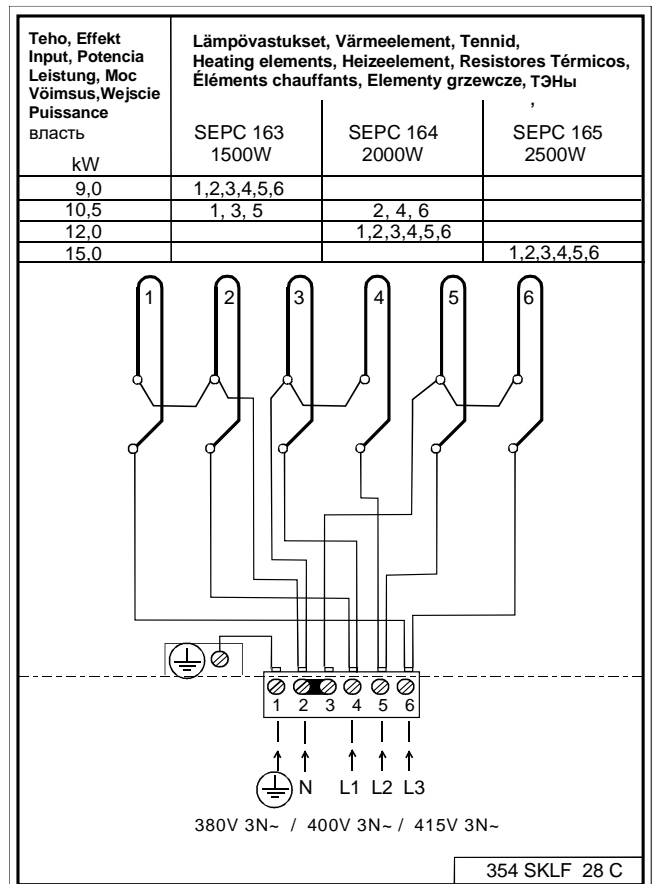 Teho, Effekt
Input, Potencia
Leistung, Moc
Vöimsus,Wejscie
Puissance
власть
kW
Lämpövastukset, Värmeelement, Tennid,
Heating elements, Heizeelement, Resistores Térmicos,
Éléments chauffants, Elementy grzewcze, ТЭНы
,
SEPC 163 SEPC 164 SEPC 165
1500W 2000W 2500W
9,0 1,2,3,4,5,6
10,5 1, 3, 5 2, 4, 6
12,0 1,2,3,4,5,6
15,0 1,2,3,4,5,6
1 2 3 4 5 6
1 2 3 4 5 6
N L1 L2 L3
380V 3N~ / 400V 3N~ / 415V 3N~
354 SKLF 28 C